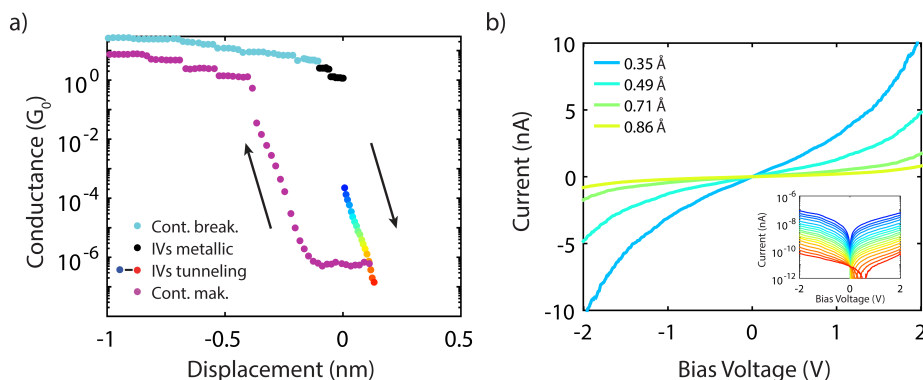 a)
Conductance (G0)
10^0
10^-2
10^-4
10^-6
Cont. break.
IVs metallic
IVs tunneling
Cont. mak.
-1
-0.5
0
0.5
Displacement (nm)
b)
Current (nA)
10
5
0
-5
-10
0.35 Å
0.49 Å
0.71 Å
0.86 Å
Current (nA)
10^-6
10^-8
10^-10
10^-12
-2
0
2
Bias Voltage (V)
-2
-1
0
1
2
Bias Voltage (V)